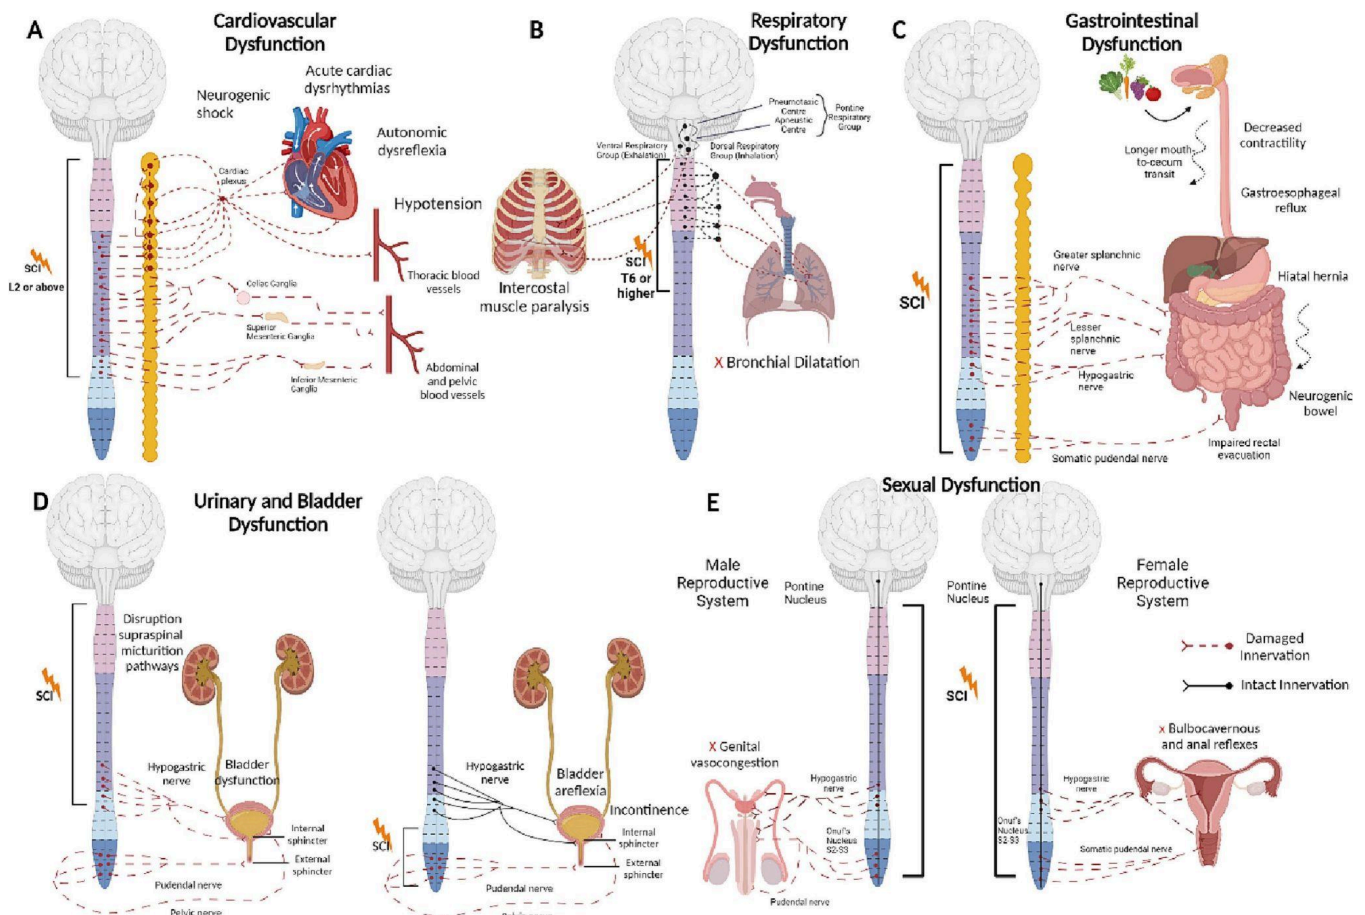 A
Cardiovascular
Dysfunction
Neurogenic
shock
Acute cardiac
dysrhythmias
Autonomic
dysreflexia
Cardiac
plexus
Hypotension
SCI
L2 or above
Thoracic blood
vessels
Celiac Ganglia
Superior
Mesenteric Ganglia
Inferior Mesenteric
Ganglia
Abdominal
and pelvic
blood vessels
B
Respiratory
Dysfunction
Pneumotaxic
Centre
Apneustic
Centre
Pontine
Respiratory
Group
Ventral Respiratory
Group (Exhalation)
Dorsal Respiratory
Group (Inhalation)
SCI
T6 or
higher
Intercostal
muscle paralysis
X Bronchial Dilatation
C
Gastrointestinal
Dysfunction
Longer mouth
to-cecum
transit
Decreased
contractility
Gastroesophageal
reflux
Greater splanchnic
nerve
Hiatal hernia
SCI
Lesser
splanchnic
nerve
Hypogastric
nerve
Neurogenic
bowel
Impaired rectal
evacuation
Somatic pudendal nerve
D
Urinary and Bladder
Dysfunction
Disruption
supraspinal
micturition
pathways
SCI
Hypogastric
nerve
Bladder
dysfunction
Internal
sphincter
External
sphincter
Pudendal nerve
Pelvic nerve
Hypogastric
nerve
Bladder
areflexia
Incontinence
SCI
Internal
sphincter
External
sphincter
Pudendal nerve
E
Sexual Dysfunction
Male
Reproductive
System
Pontine
Nucleus
X Genital
vasocongestion
Hypogastric
nerve
Onuf's
Nucleus
S2-S3
Pudendal nerve
SCI
Pontine
Nucleus
Female
Reproductive
System
Damaged
Innervation
Intact Innervation
x Bulbocavernous
and anal reflexes
Hypogastric
nerve
Onuf's
Nucleus
S2-S3
Somatic pudendal nerve